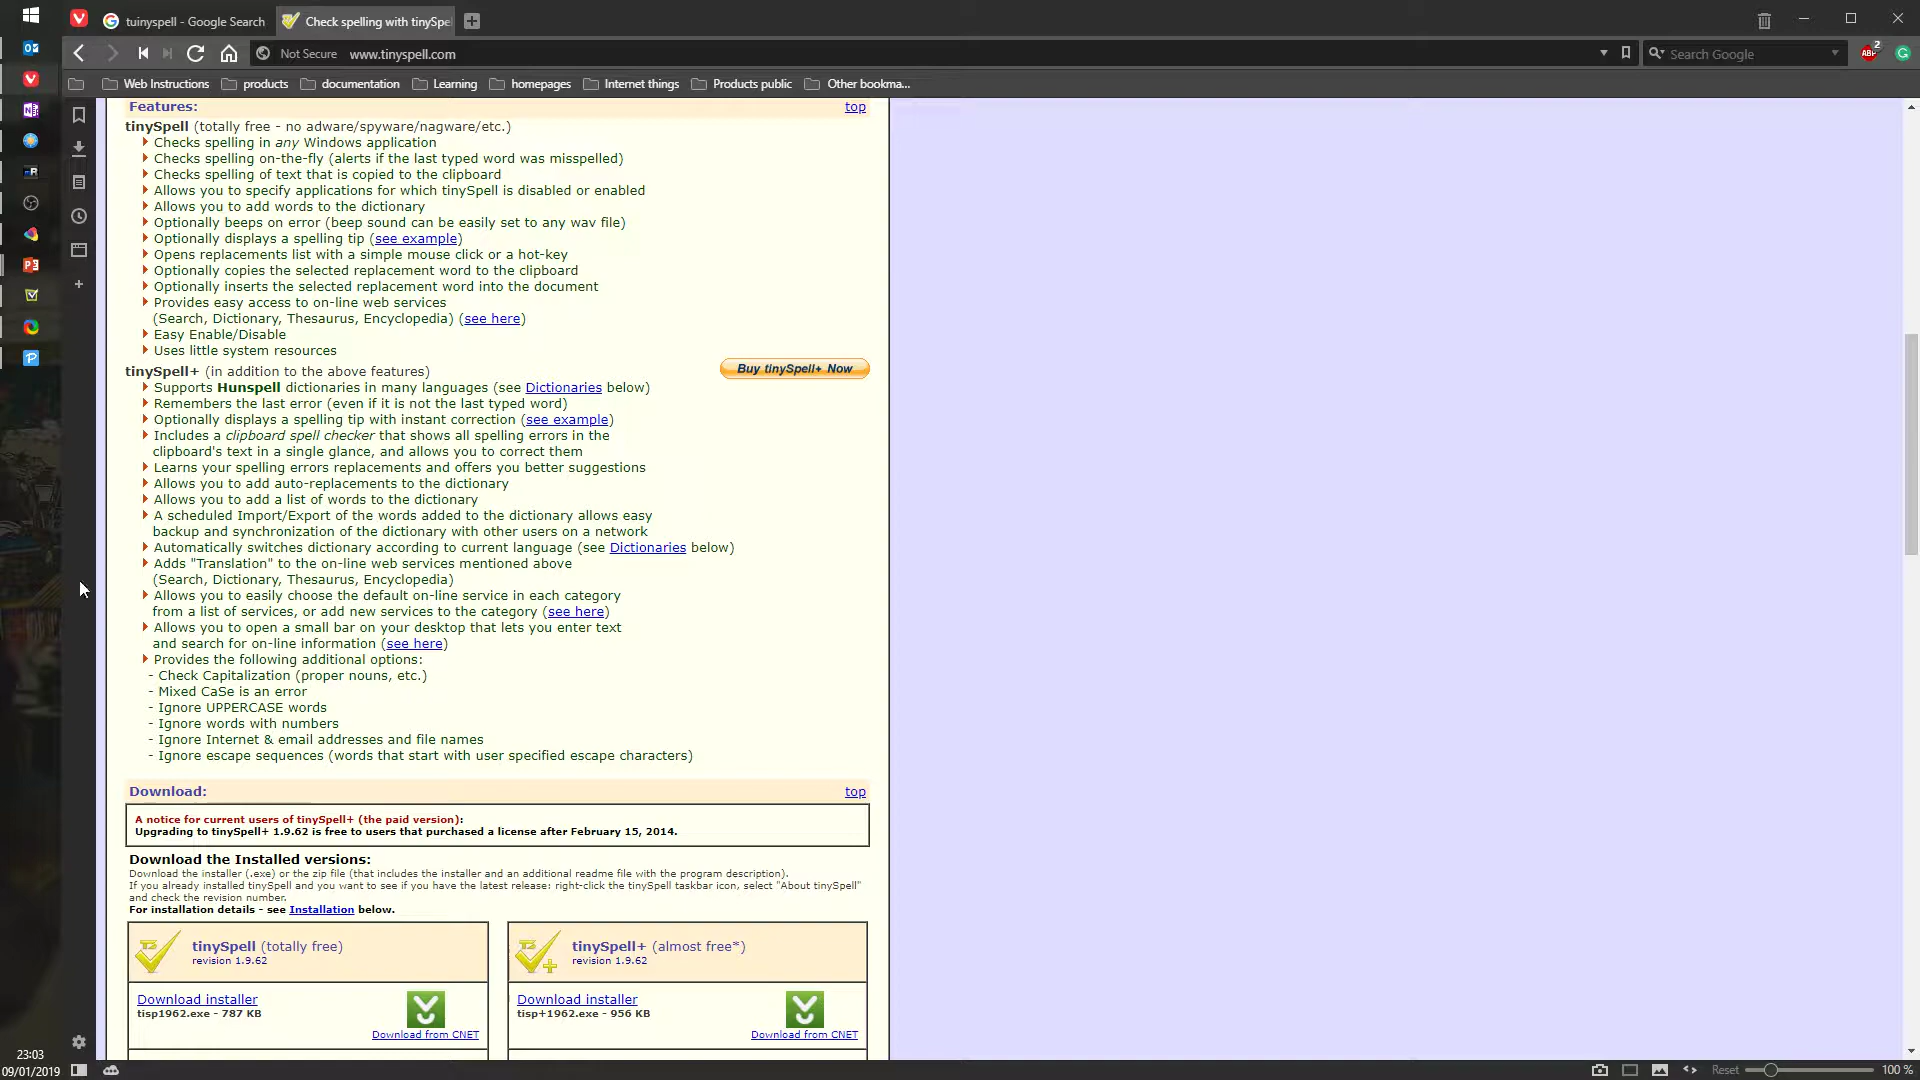 tuinyspell - Google Search
Check spelling with tinySpe
Not Secure
www.tinyspell.com
Search Google
ABP
2
Web Instructions
products
documentation
Learning
homepages
Internet things
Products public
Other bookma...
Features:
top
tinySpell (totally free - no adware/spyware/nagware/etc.)
Checks spelling in any Windows application
Checks spelling on-the-fly (alerts if the last typed word was misspelled)
Checks spelling of text that is copied to the clipboard
Allows you to specify applications for which tinySpell is disabled or enabled
Allows you to add words to the dictionary
Optionally beeps on error (beep sound can be easily set to any wav file)
Optionally displays a spelling tip (see example)
Opens replacements list with a simple mouse click or a hot-key
Optionally copies the selected replacement word to the clipboard
Optionally inserts the selected replacement word into the document
Provides easy access to on-line web services
(Search, Dictionary, Thesaurus, Encyclopedia) (see here)
Easy Enable/Disable
Uses little system resources
tinySpell+ (in addition to the above features)
Buy tinySpell+ Now
Supports Hunspell dictionaries in many languages (see Dictionaries below)
Remembers the last error (even if it is not the last typed word)
Optionally displays a spelling tip with instant correction (see example)
Includes a clipboard spell checker that shows all spelling errors in the
clipboard's text in a single glance, and allows you to correct them
Learns your spelling errors replacements and offers you better suggestions
Allows you to add auto-replacements to the dictionary
Allows you to add a list of words to the dictionary
A scheduled Import/Export of the words added to the dictionary allows easy
backup and synchronization of the dictionary with other users on a network
Automatically switches dictionary according to current language (see Dictionaries below)
Adds "Translation" to the on-line web services mentioned above
(Search, Dictionary, Thesaurus, Encyclopedia)
Allows you to easily choose the default on-line service in each category
from a list of services, or add new services to the category (see here)
Allows you to open a small bar on your desktop that lets you enter text
and search for on-line information (see here)
Provides the following additional options:
- Check Capitalization (proper nouns, etc.)
- Mixed CaSe is an error
- Ignore UPPERCASE words
- Ignore words with numbers
- Ignore Internet & email addresses and file names
- Ignore escape sequences (words that start with user specified escape characters)
Download:
top
A notice for current users of tinySpell+ (the paid version):
Upgrading to tinySpell+ 1.9.62 is free to users that purchased a license after February 15, 2014.
Download the Installed versions:
Download the installer (.exe) or the zip file (that includes the installer and an additional readme file with the program description).
If you already installed tinySpell and you want to see if you have the latest release: right-click the tinySpell taskbar icon, select "About tinySpell"
and check the revision number.
For installation details - see Installation below.
tinySpell (totally free)
revision 1.9.62
Download installer
tisp1962.exe - 787 KB
Download from CNET
tinySpell+ (almost free*)
revision 1.9.62
Download installer
tisp+1962.exe - 956 KB
Download from CNET
23:03
09/01/2019
Reset
100 %